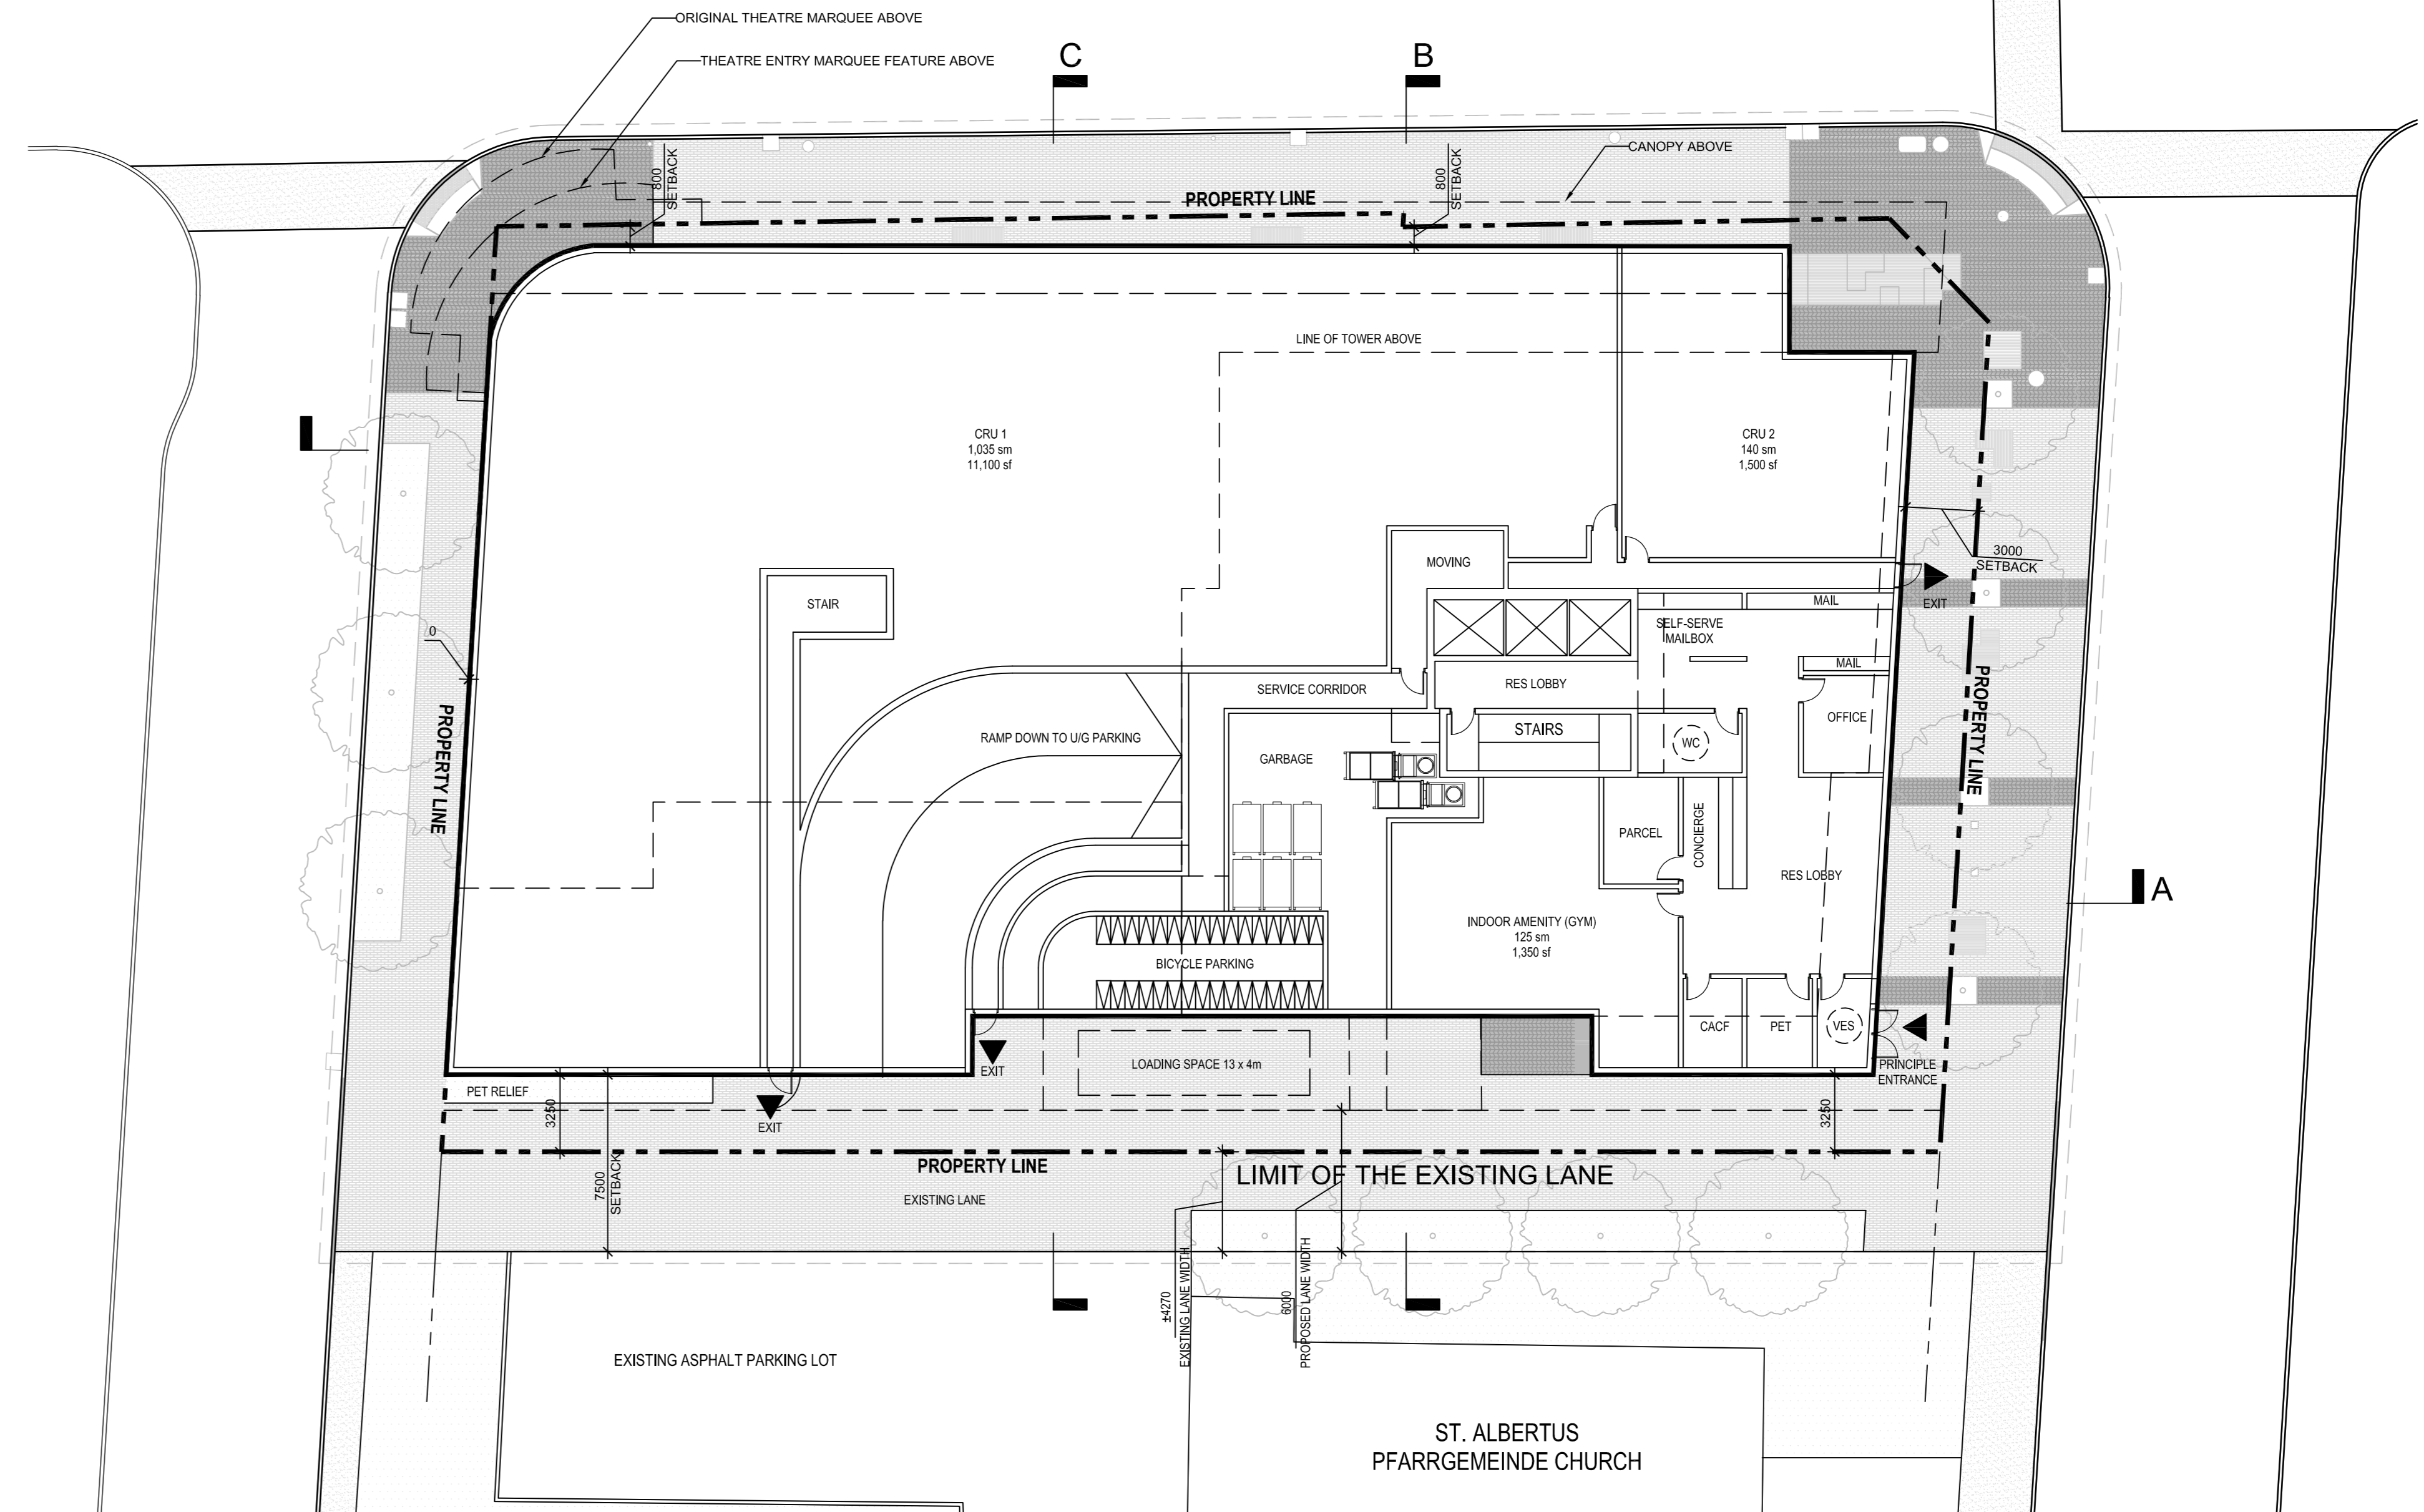 ORIGINAL THEATRE MARQUEE ABOVE
THEATRE ENTRY MARQUEE FEATURE ABOVE
C
B
CANOPY ABOVE
800
SETBACK
800
SETBACK
PROPERTY LINE
LINE OF TOWER ABOVE
CRU 1
1,035 sm
11,100 sf
CRU 2
140 sm
1,500 sf
3000
SETBACK
MOVING
STAIR
MAIL
EXIT
SELF-SERVE
MAILBOX
0
MAIL
SERVICE CORRIDOR
RES LOBBY
PROPERTY LINE
OFFICE
STAIRS
WC
PROPERTY LINE
RAMP DOWN TO U/G PARKING
GARBAGE
PARCEL
CONCIERGE
RES LOBBY
A
INDOOR AMENITY (GYM)
125 sm
1,350 sf
BICYCLE PARKING
CACF
PET
VES
LOADING SPACE 13 x 4m
EXIT
PRINCIPLE
ENTRANCE
PET RELIEF
3250
EXIT
3250
PROPERTY LINE
LIMIT OF THE EXISTING LANE
7500
SETBACK
EXISTING LANE
±4270
EXISTING LANE WIDTH
6000
PROPOSED LANE WIDTH
EXISTING ASPHALT PARKING LOT
ST. ALBERTUS
PFARRGEMEINDE CHURCH